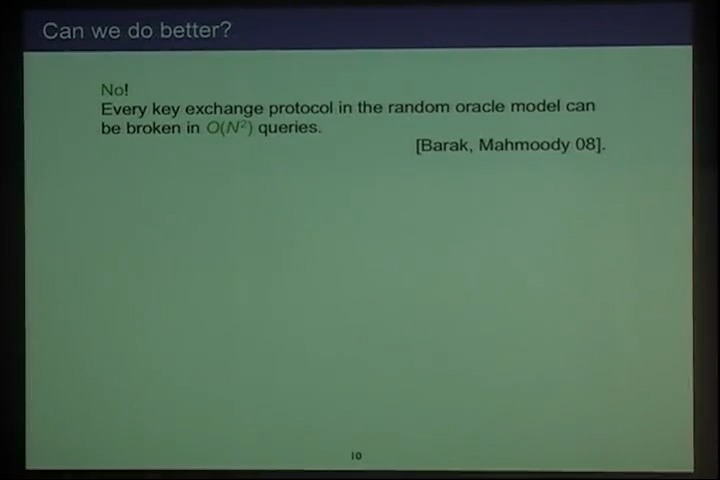 Can we do better?
No!
Every key exchange protocol in the random oracle model can
be broken in O(N²) queries.
[Barak, Mahmoody 08].
10